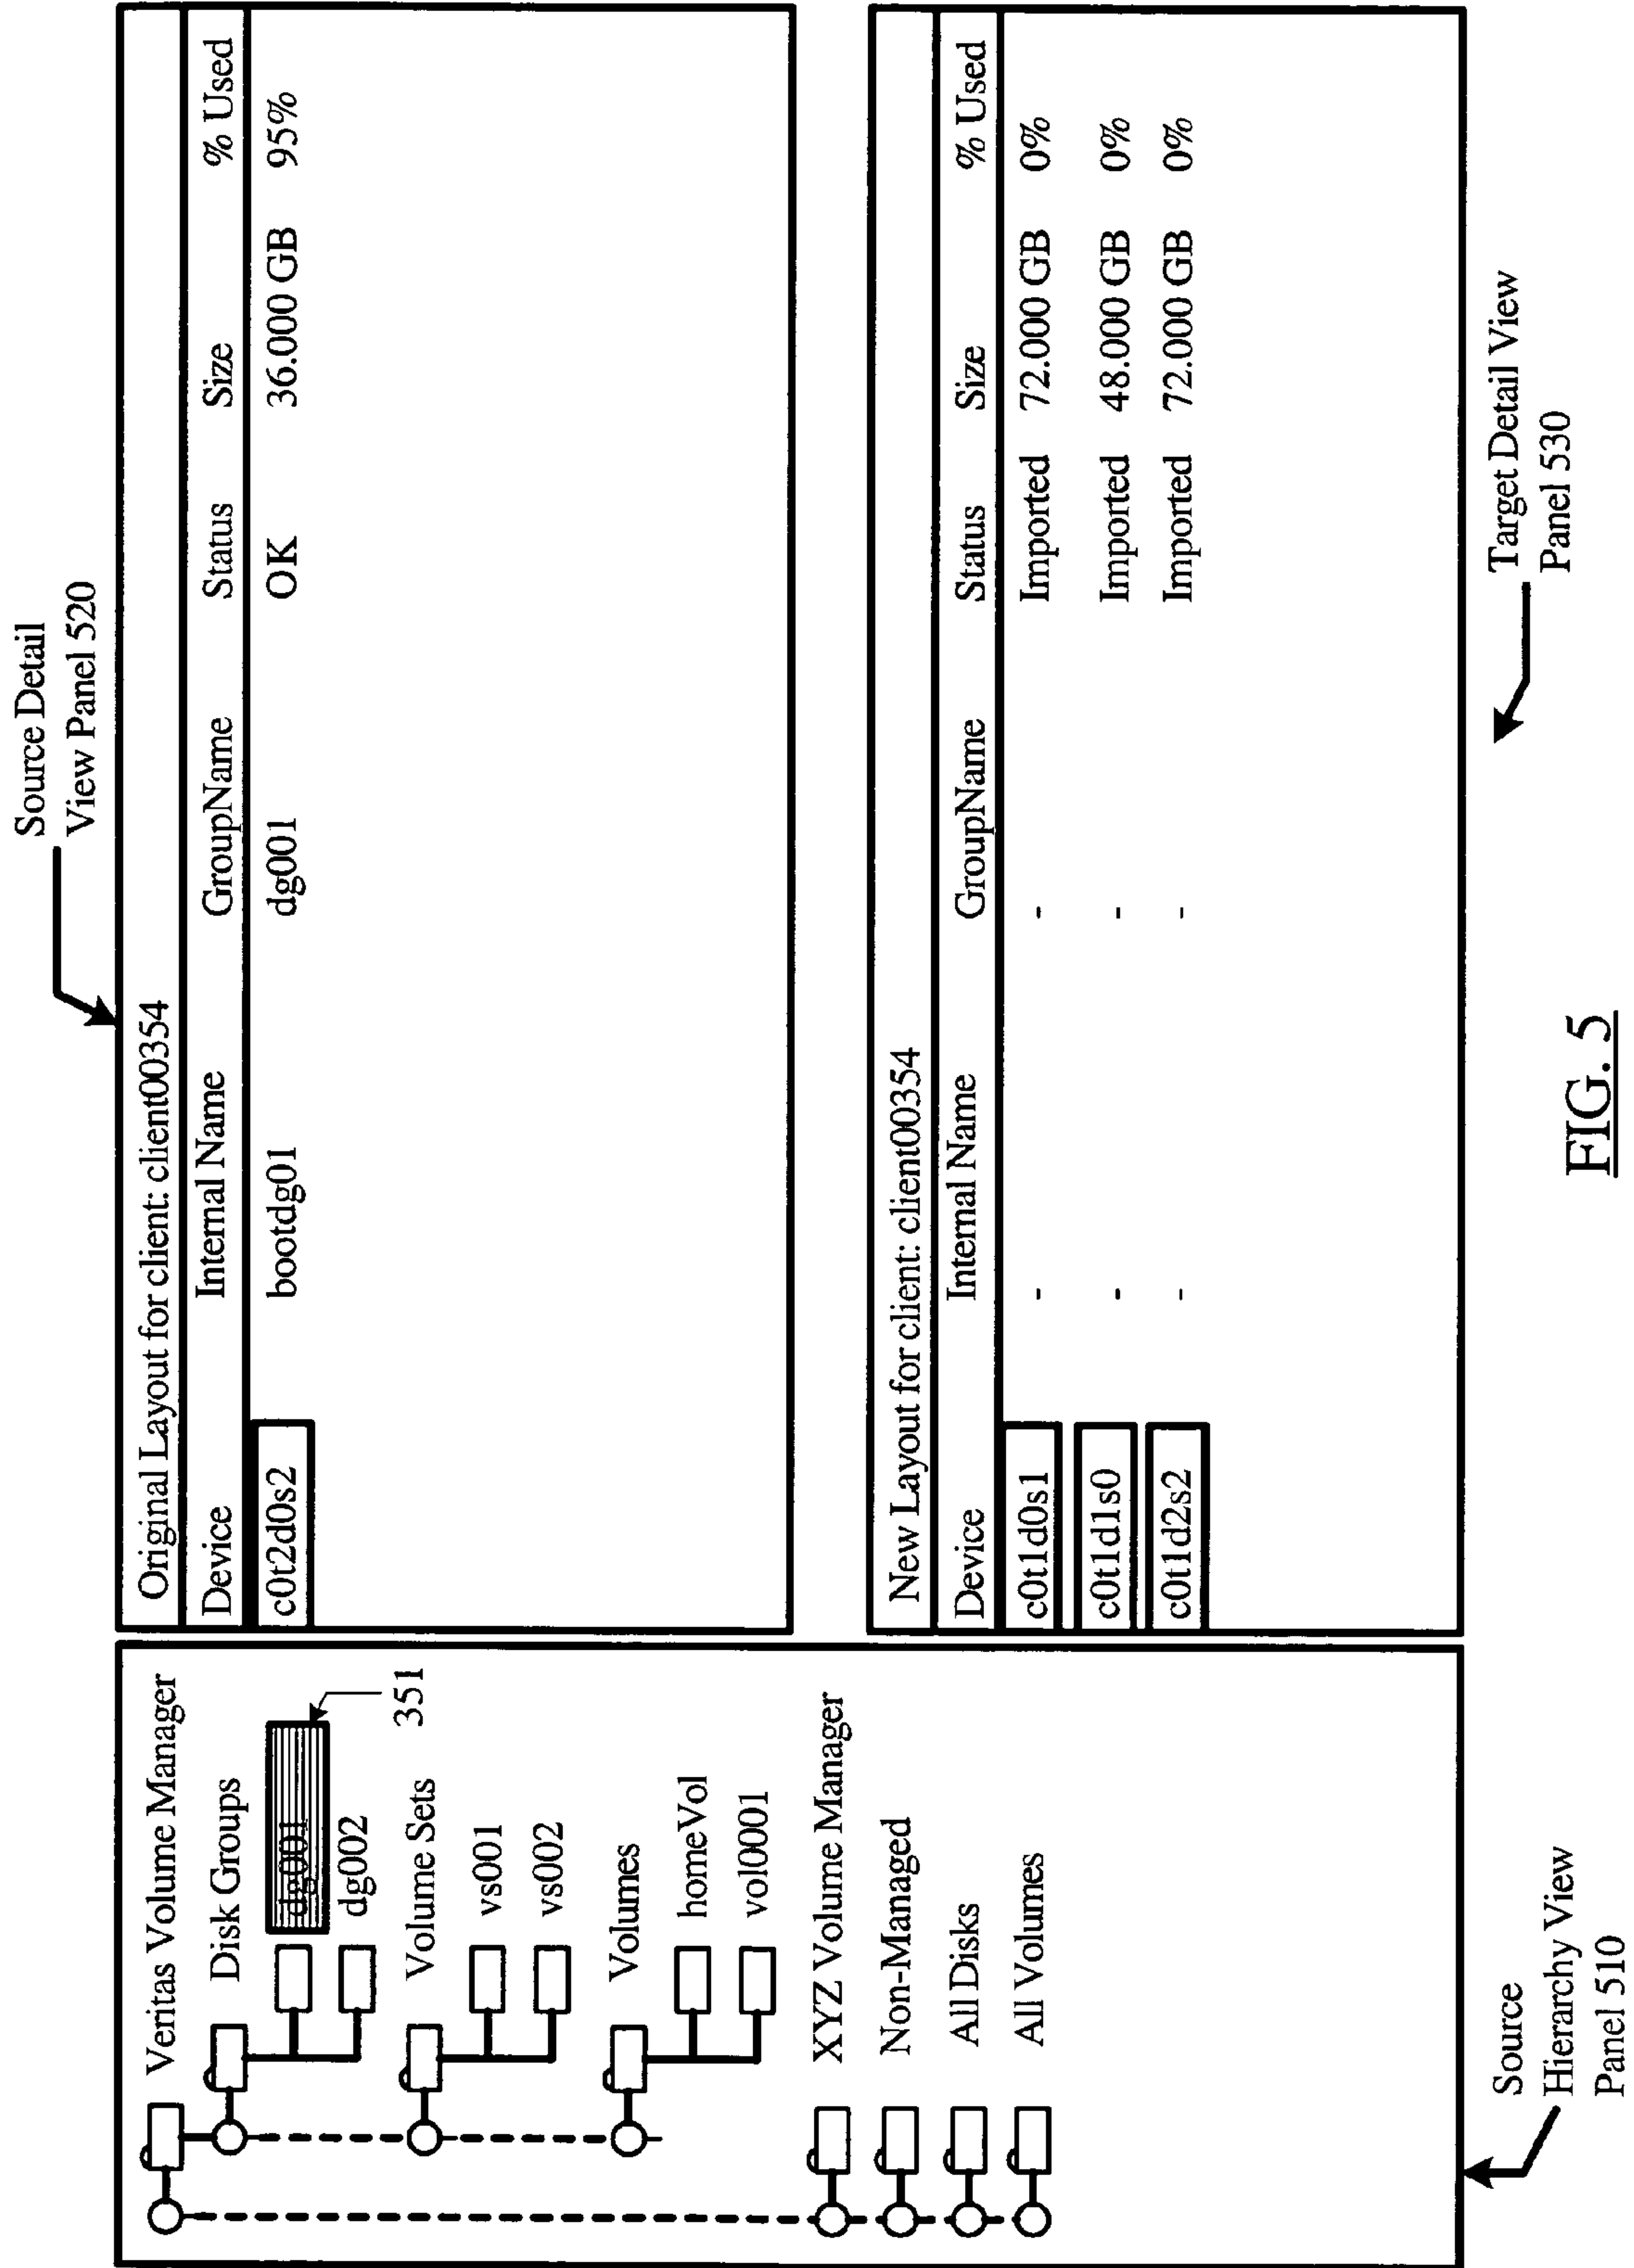 Source Detail
View Panel 520
Veritas Volume Manager
Disk Groups
dg001
351
dg002
Volume Sets
vs001
vs002
Volumes
homeVol
vol0001
XYZ Volume Manager
Non-Managed
All Disks
All Volumes
Original Layout for client: client00354
Device Internal Name GroupName Status Size % Used
c0t2d0s2 bootdg01 dg001 OK 36.000 GB 95%
New Layout for client: client00354
Device Internal Name GroupName Status Size % Used
c0t1d0s1 - - Imported 72.000 GB 0%
c0t1d1s0 - - Imported 48.000 GB 0%
c0t1d2s2 - - Imported 72.000 GB 0%
Source
Hierarchy View
Panel 510
Target Detail View
Panel 530
FIG. 5